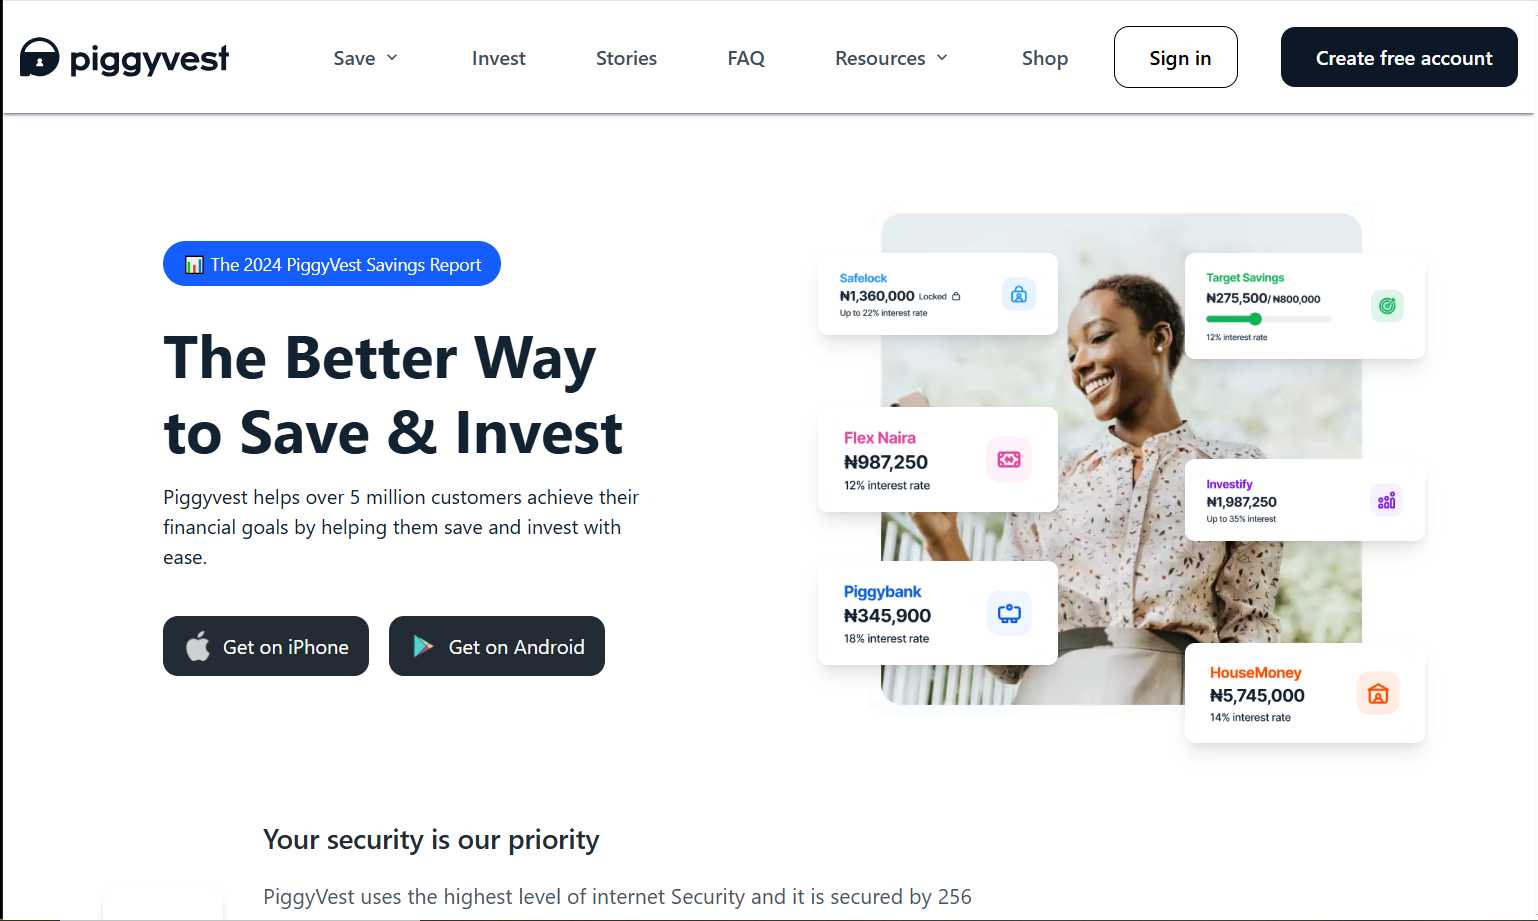 piggyvest
Save
Invest
Stories
FAQ
Resources
Shop
Sign in
Create free account
The 2024 PiggyVest Savings Report
The Better Way
to Save & Invest
Piggyvest helps over 5 million customers achieve their
financial goals by helping them save and invest with
ease.
Get on iPhone
Get on Android
Safelock
₦1,360,000 Locked
Up to 22% interest rate
Target Savings
₦275,500/₦800,000
12% interest rate
Flex Naira
₦987,250
12% interest rate
Investify
₦1,987,250
Up to 35% interest
Piggybank
₦345,900
18% interest rate
HouseMoney
₦5,745,000
14% interest rate
Your security is our priority
PiggyVest uses the highest level of internet Security and it is secured by 256